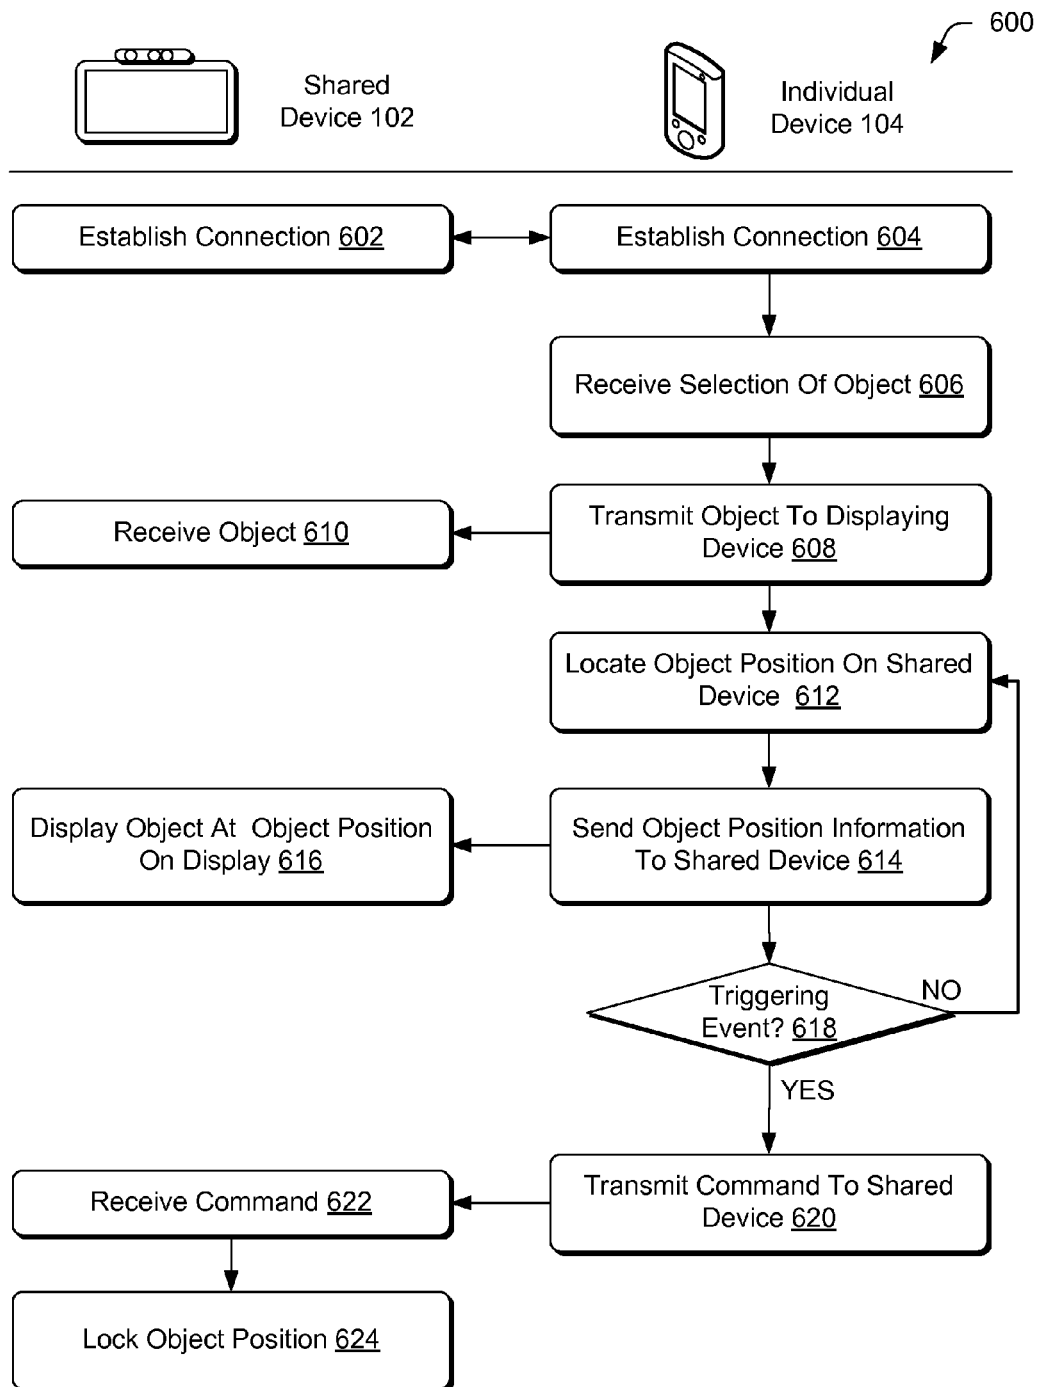 600
Shared
Device 102
Individual
Device 104
Establish Connection 602
Establish Connection 604
Receive Selection Of Object 606
Receive Object 610
Transmit Object To Displaying
Device 608
Locate Object Position On Shared
Device 612
Display Object At Object Position
On Display 616
Send Object Position Information
To Shared Device 614
Triggering
Event? 618
NO
YES
Receive Command 622
Transmit Command To Shared
Device 620
Lock Object Position 624